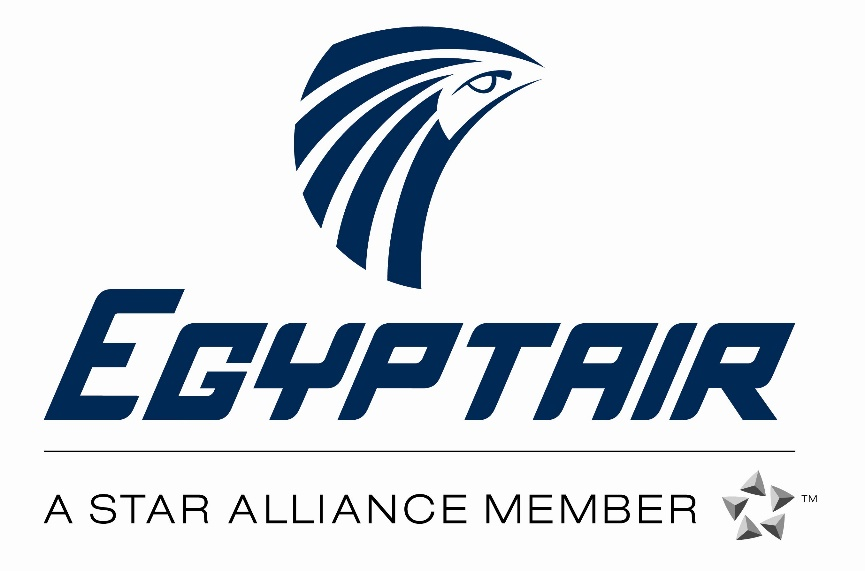 EGYPTAIR
A STAR ALLIANCE MEMBER ™